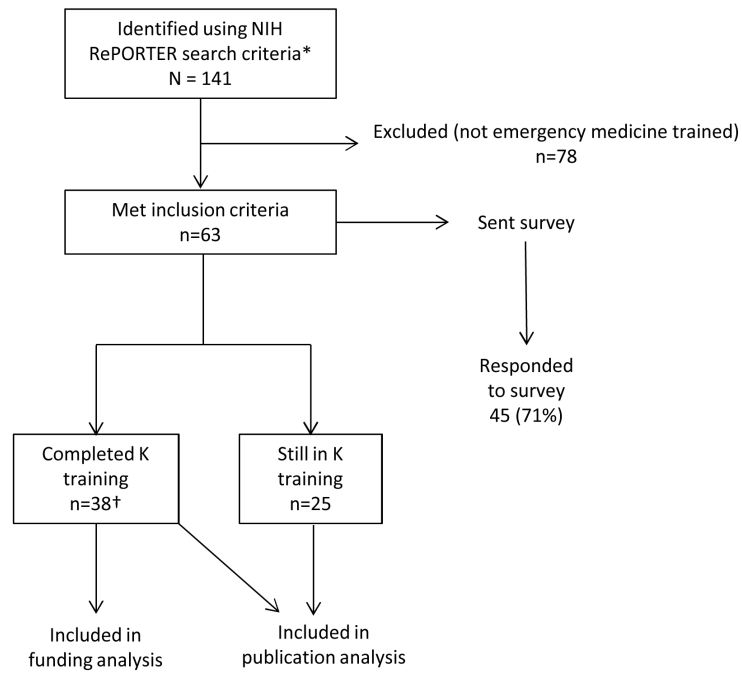 Identified using NIH
RePORTER search criteria*
N = 141
Excluded (not emergency medicine trained)
n=78
Met inclusion criteria
n=63
Sent survey
Responded
to survey
45 (71%)
Completed K
training
n=38†
Still in K
training
n=25
Included in
funding analysis
Included in
publication analysis